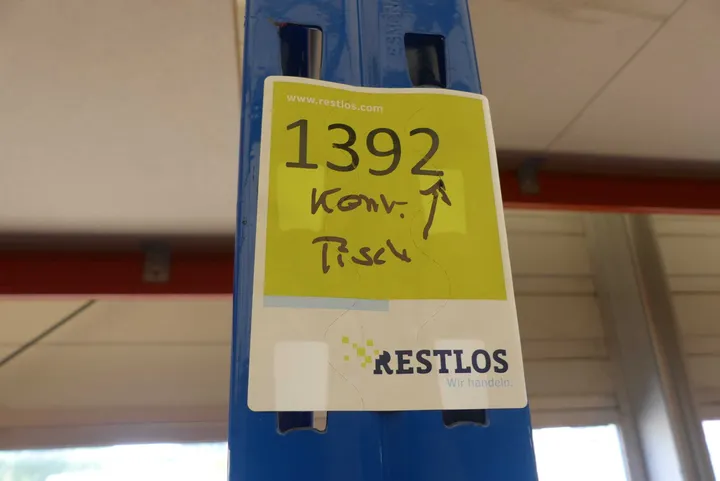 www.restlos.com
1392
Konv.
Tisch
RESTLOS
Wir handeln.